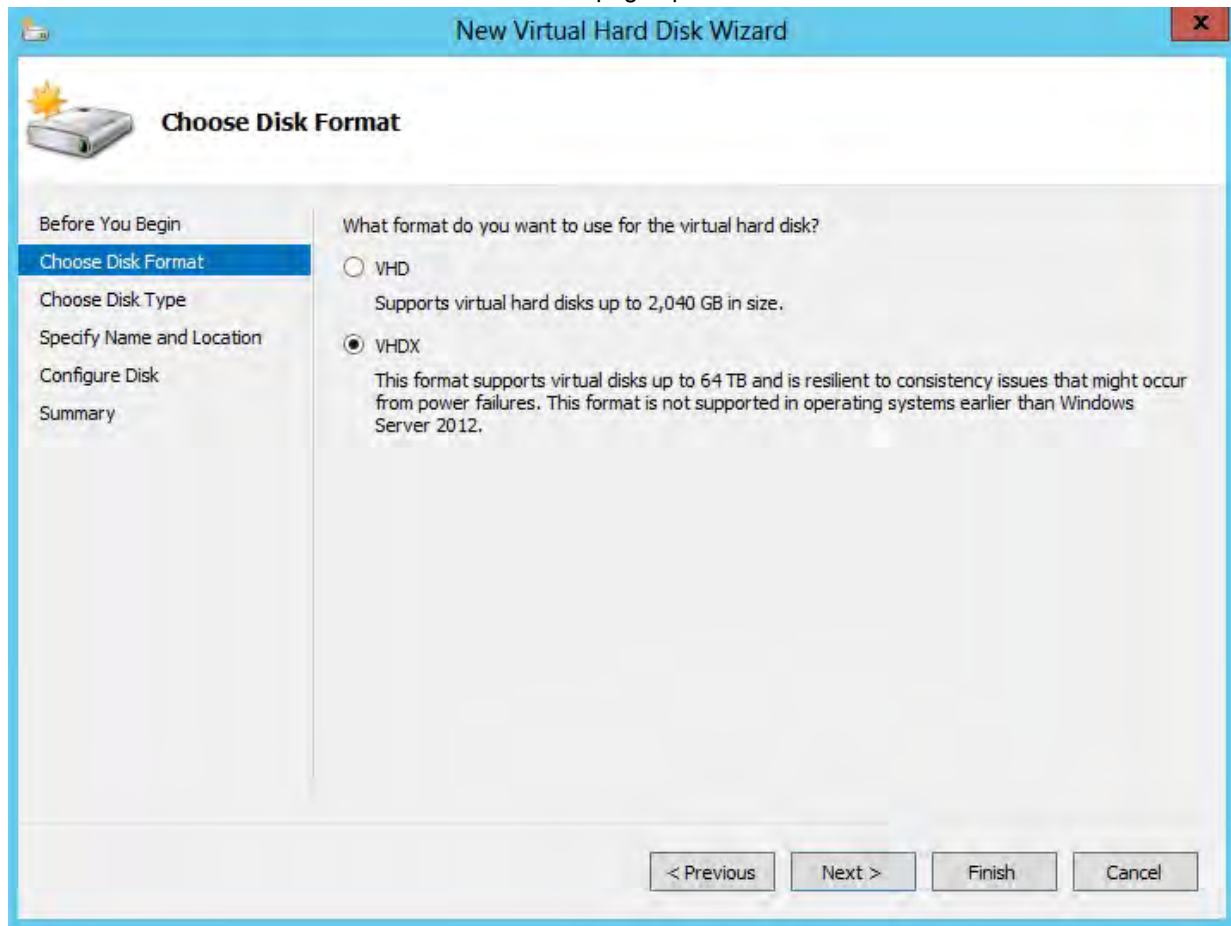 New Virtual Hard Disk Wizard
x
Choose Disk Format
Before You Begin
Choose Disk Format
Choose Disk Type
Specify Name and Location
Configure Disk
Summary
What format do you want to use for the virtual hard disk?
VHD
Supports virtual hard disks up to 2,040 GB in size.
VHDX
This format supports virtual disks up to 64 TB and is resilient to consistency issues that might occur
from power failures. This format is not supported in operating systems earlier than Windows
Server 2012.
< Previous
Next >
Finish
Cancel